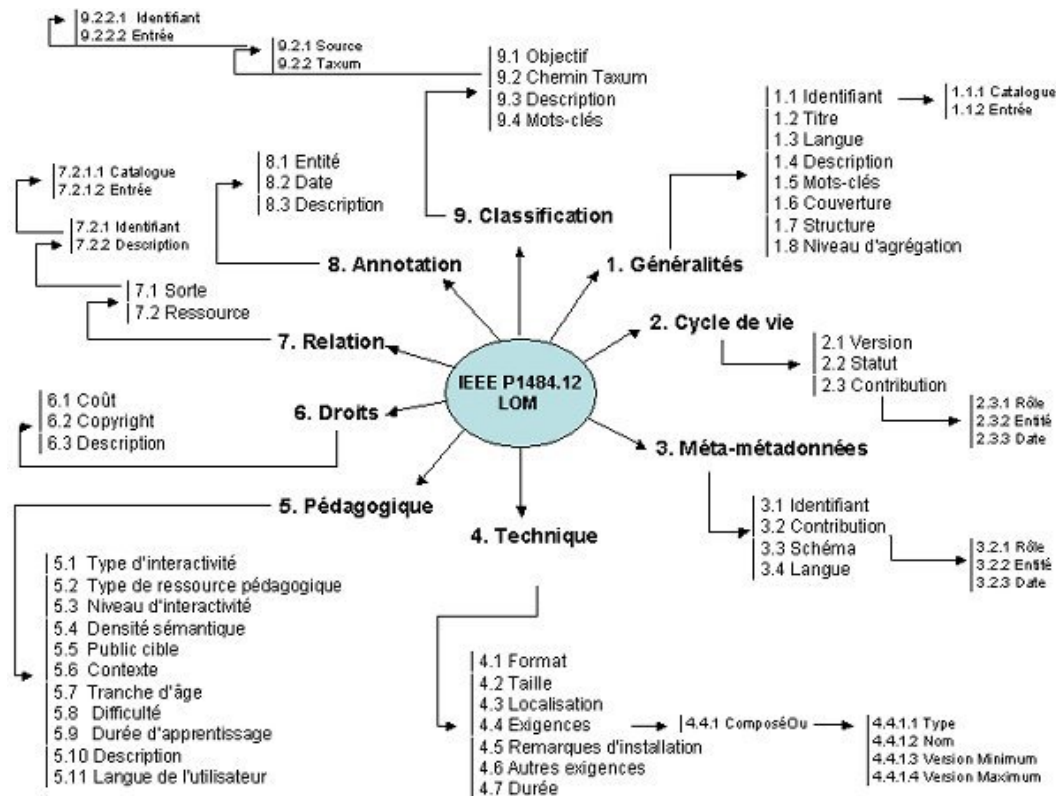 IEEE P1484.12
LOM
1. Généralités
1.1 Identifiant
1.2 Titre
1.3 Langue
1.4 Description
1.5 Mots-clés
1.6 Couverture
1.7 Structure
1.8 Niveau d'agrégation
1.1.1 Catalogue
1.1.2 Entrée
2. Cycle de vie
2.1 Version
2.2 Statut
2.3 Contribution
2.3.1 Rôle
2.3.2 Entité
2.3.3 Date
3. Méta-métadonnées
3.1 Identifiant
3.2 Contribution
3.3 Schéma
3.4 Langue
3.2.1 Rôle
3.2.2 Entité
3.2.3 Date
4. Technique
4.1 Format
4.2 Taille
4.3 Localisation
4.4 Exigences
4.5 Remarques d'installation
4.6 Autres exigences
4.7 Durée
4.4.1 ComposéOu
4.4.1.1 Type
4.4.1.2 Nom
4.4.1.3 Version Minimum
4.4.1.4 Version Maximum
5. Pédagogique
5.1 Type d'interactivité
5.2 Type de ressource pédagogique
5.3 Niveau d'interactivité
5.4 Densité sémantique
5.5 Public cible
5.6 Contexte
5.7 Tranche d'âge
5.8 Difficulté
5.9 Durée d'apprentissage
5.10 Description
5.11 Langue de l'utilisateur
6. Droits
6.1 Coût
6.2 Copyright
6.3 Description
7. Relation
7.1 Sorte
7.2 Ressource
7.2.1 Identifiant
7.2.2 Description
7.2.1.1 Catalogue
7.2.1.2 Entrée
8. Annotation
8.1 Entité
8.2 Date
8.3 Description
9. Classification
9.1 Objectif
9.2 Chemin Taxum
9.3 Description
9.4 Mots-clés
9.2.1 Source
9.2.2 Taxum
9.2.2.1 Identifiant
9.2.2.2 Entrée